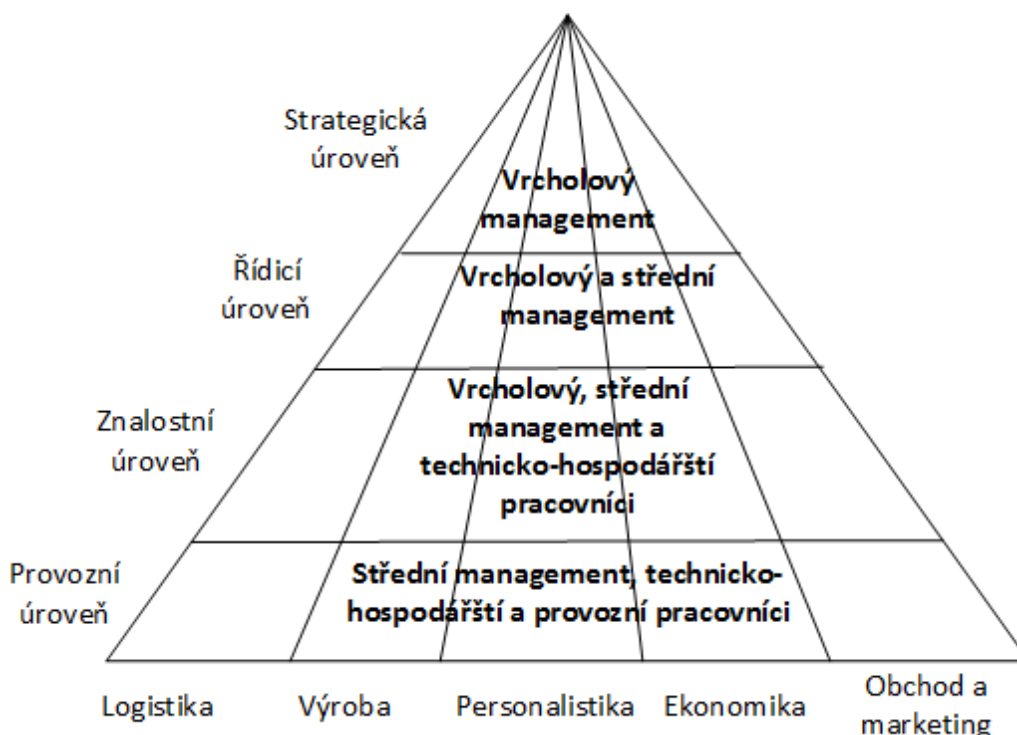 Strategická
úroveň
Vrcholový
management
Řídicí
úroveň
Vrcholový a střední
management
Znalostní
úroveň
Vrcholový, střední
management a
technicko-hospodářští
pracovníci
Provozní
úroveň
Střední management, technicko-
hospodářští a provozní pracovníci
Logistika
Výroba
Personalistika
Ekonomika
Obchod a
marketing